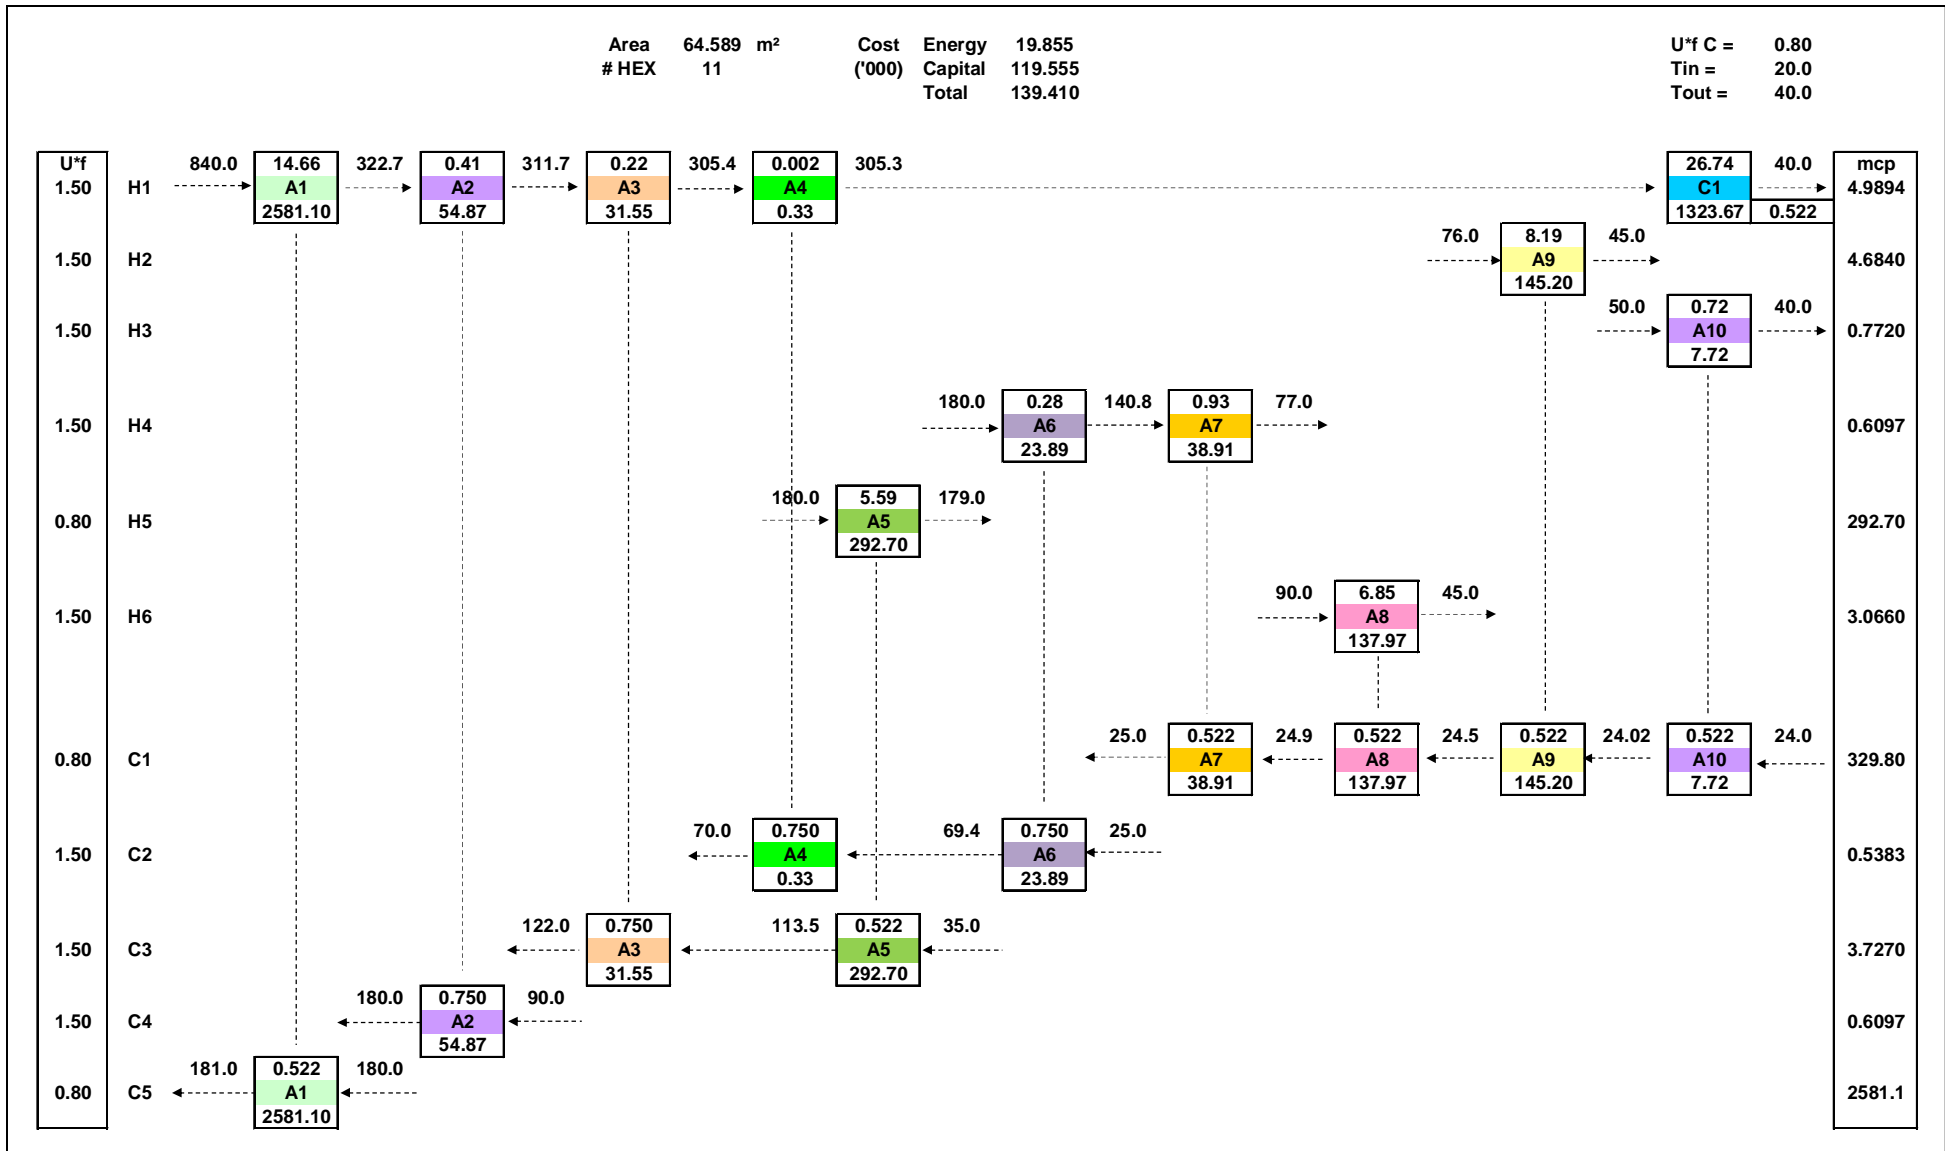 Area 64.589 m² Cost Energy 19.855 U*f C = 0.80
# HEX 11 ('000) Capital 119.555 Tin = 20.0
Total 139.410 Tout = 40.0
U*f 840.0 14.66 322.7 0.41 311.7 0.22 305.4 0.002 305.3 26.74 40.0 mcp
1.50 H1 A1 A2 A3 A4 C1 4.9894
2581.10 54.87 31.55 0.33 1323.67 0.522
76.0 8.19 45.0
1.50 H2 A9 4.6840
145.20
50.0 0.72 40.0
1.50 H3 A10 0.7720
7.72
180.0 0.28 140.8 0.93 77.0
1.50 H4 A6 A7 0.6097
23.89 38.91
180.0 5.59 179.0
0.80 H5 A5 292.70
292.70
90.0 6.85 45.0
1.50 H6 A8 3.0660
137.97
25.0 0.522 24.9 0.522 24.5 0.522 24.02 0.522 24.0
0.80 C1 A7 A8 A9 A10 329.80
38.91 137.97 145.20 7.72
70.0 0.750 69.4 0.750 25.0
1.50 C2 A4 A6 0.5383
0.33 23.89
122.0 0.750 113.5 0.522 35.0
1.50 C3 A3 A5 3.7270
31.55 292.70
180.0 0.750 90.0
1.50 C4 A2 0.6097
54.87
181.0 0.522 180.0
0.80 C5 A1 2581.1
2581.10